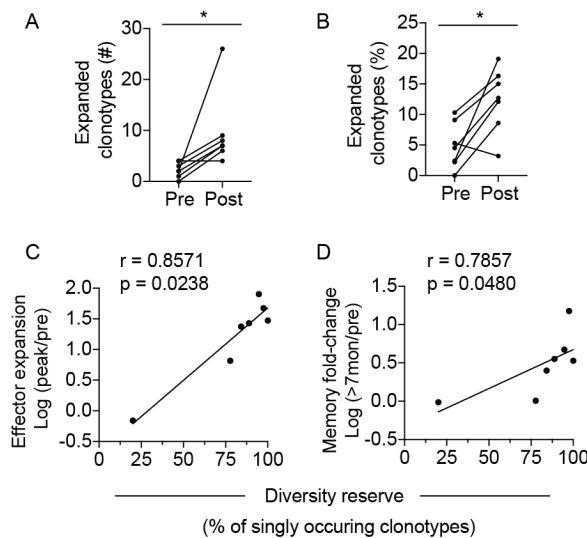 A
*
Expanded
clonotypes (#)
30
20
10
0
Pre Post
B
*
Expanded
clonotypes (%)
25
20
15
10
5
0
Pre Post
C
r = 0.8571
p = 0.0238
Effector expansion
Log (peak/pre)
2.0
1.5
1.0
0.5
0.0
-0.5
0 25 50 75 100
D
r = 0.7857
p = 0.0480
Memory fold-change
Log (>7mon/pre)
1.5
1.0
0.5
0.0
-0.5
0 25 50 75 100
Diversity reserve
(% of singly occuring clonotypes)